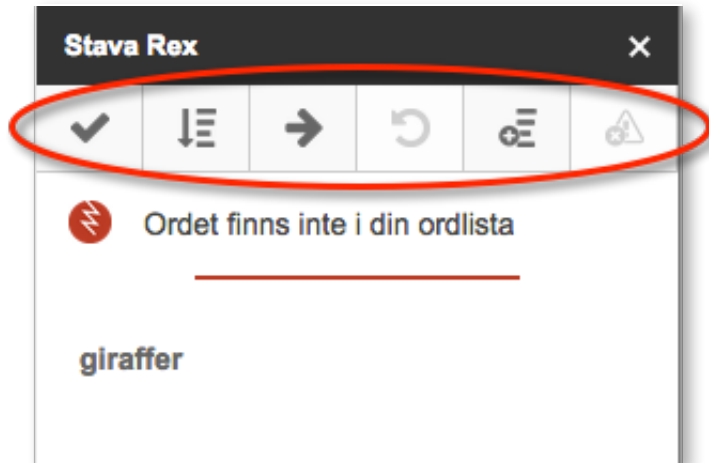 Stava Rex
Ordet finns inte i din ordlista
giraffer